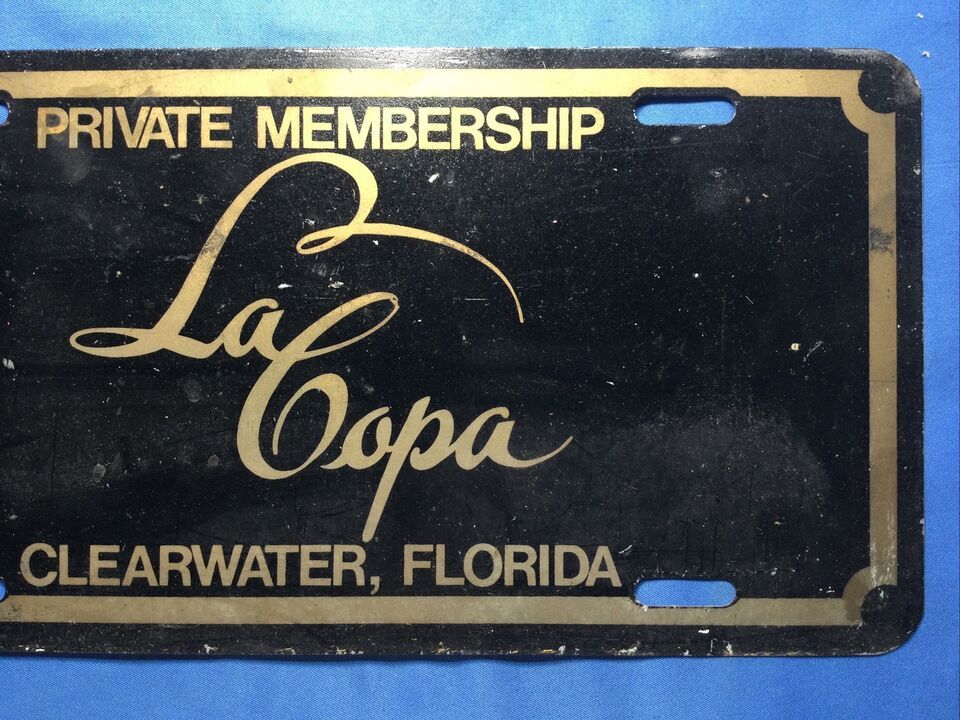 PRIVATE MEMBERSHIP
La
Copa
CLEARWATER, FLORIDA